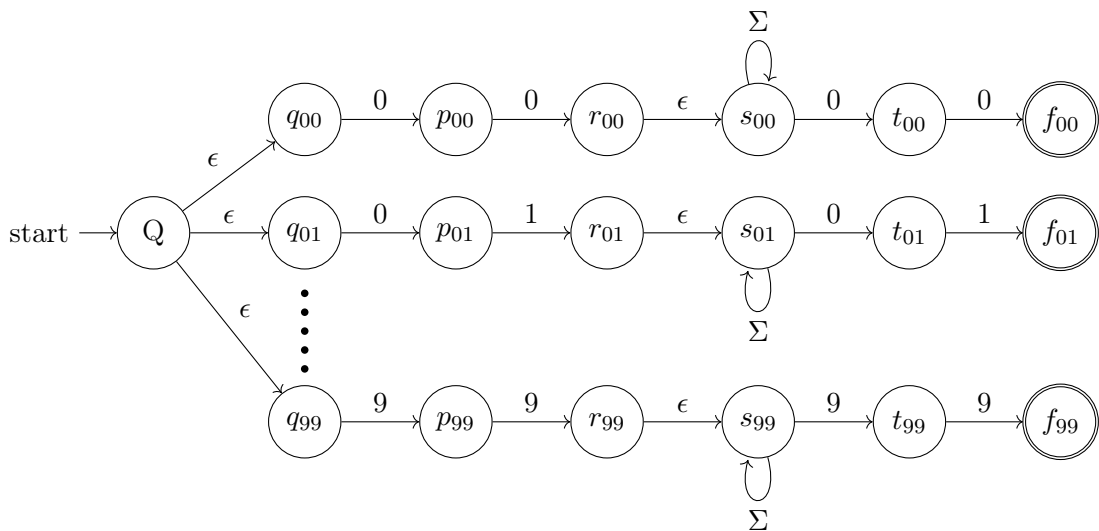 Σ
0 0 ϵ 0 0
q₀₀ p₀₀ r₀₀ s₀₀ t₀₀ f₀₀
ϵ
ϵ 0 1 ϵ 0 1
start Q q₀₁ p₀₁ r₀₁ s₀₁ t₀₁ f₀₁
ϵ
Σ
9 9 ϵ 9 9
q₉₉ p₉₉ r₉₉ s₉₉ t₉₉ f₉₉
Σ